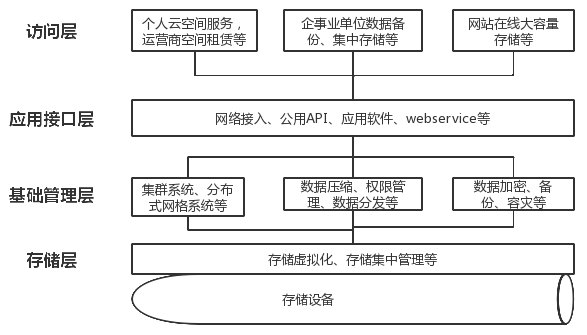 访问层
个人云空间服务，
运营商空间租赁等
企事业单位数据备
份、集中存储等
网站在线大容量
存储等
应用接口层
网络接入、公用API、应用软件、webservice等
基础管理层
集群系统、分布
式网格系统等
数据压缩、权限管
理、数据分发等
数据加密、备
份、容灾等
存储层
存储虚拟化、存储集中管理等
存储设备